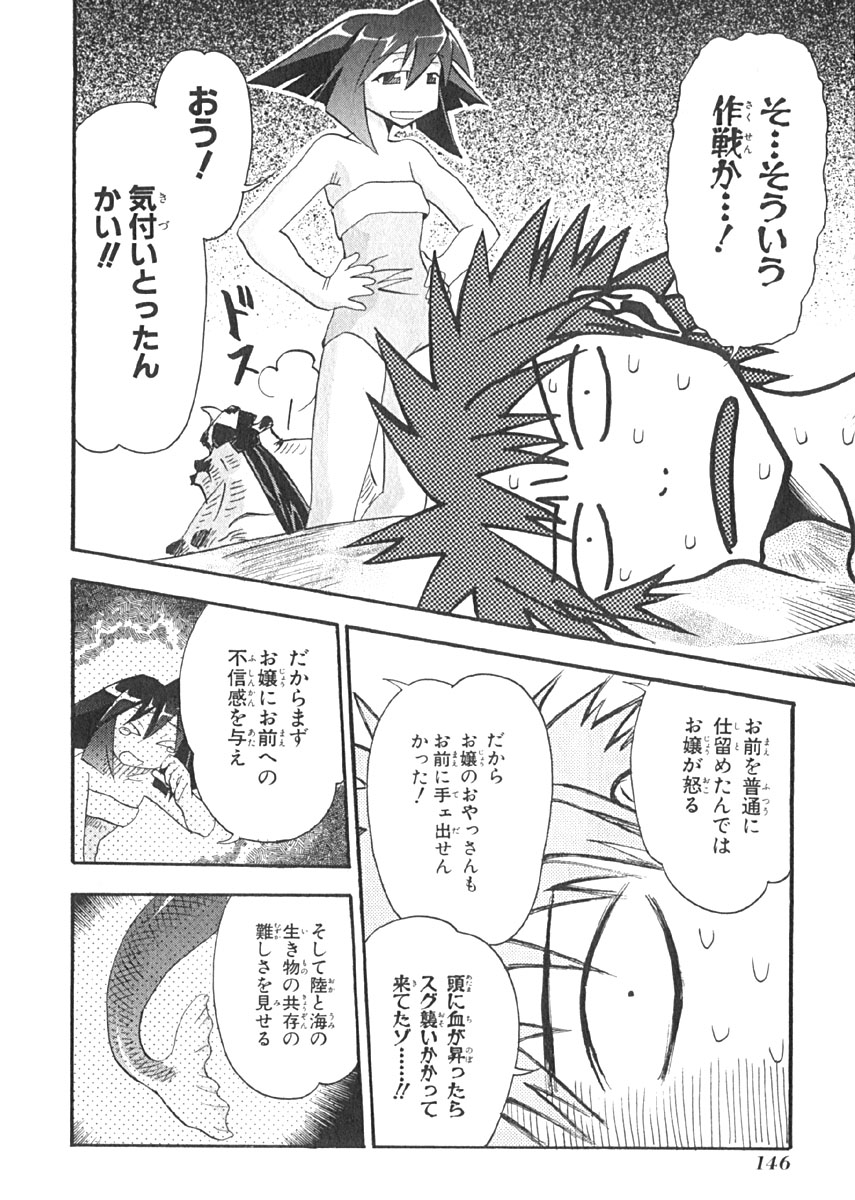 そ…そういう
作戦か…！
おう！
気付いとったん
かい!!
ドス…
お前を普通に
仕留めたんでは
お嬢が怒る
だから
お嬢のおやっさんも
お前に手ェ出せん
かった！
頭に血が昇ったら
スグ襲いかかって
来てたゾ………!!
だからまず
お嬢にお前への
不信感を与え
そして陸と海の
生き物の共存の
難しさを見せる
146